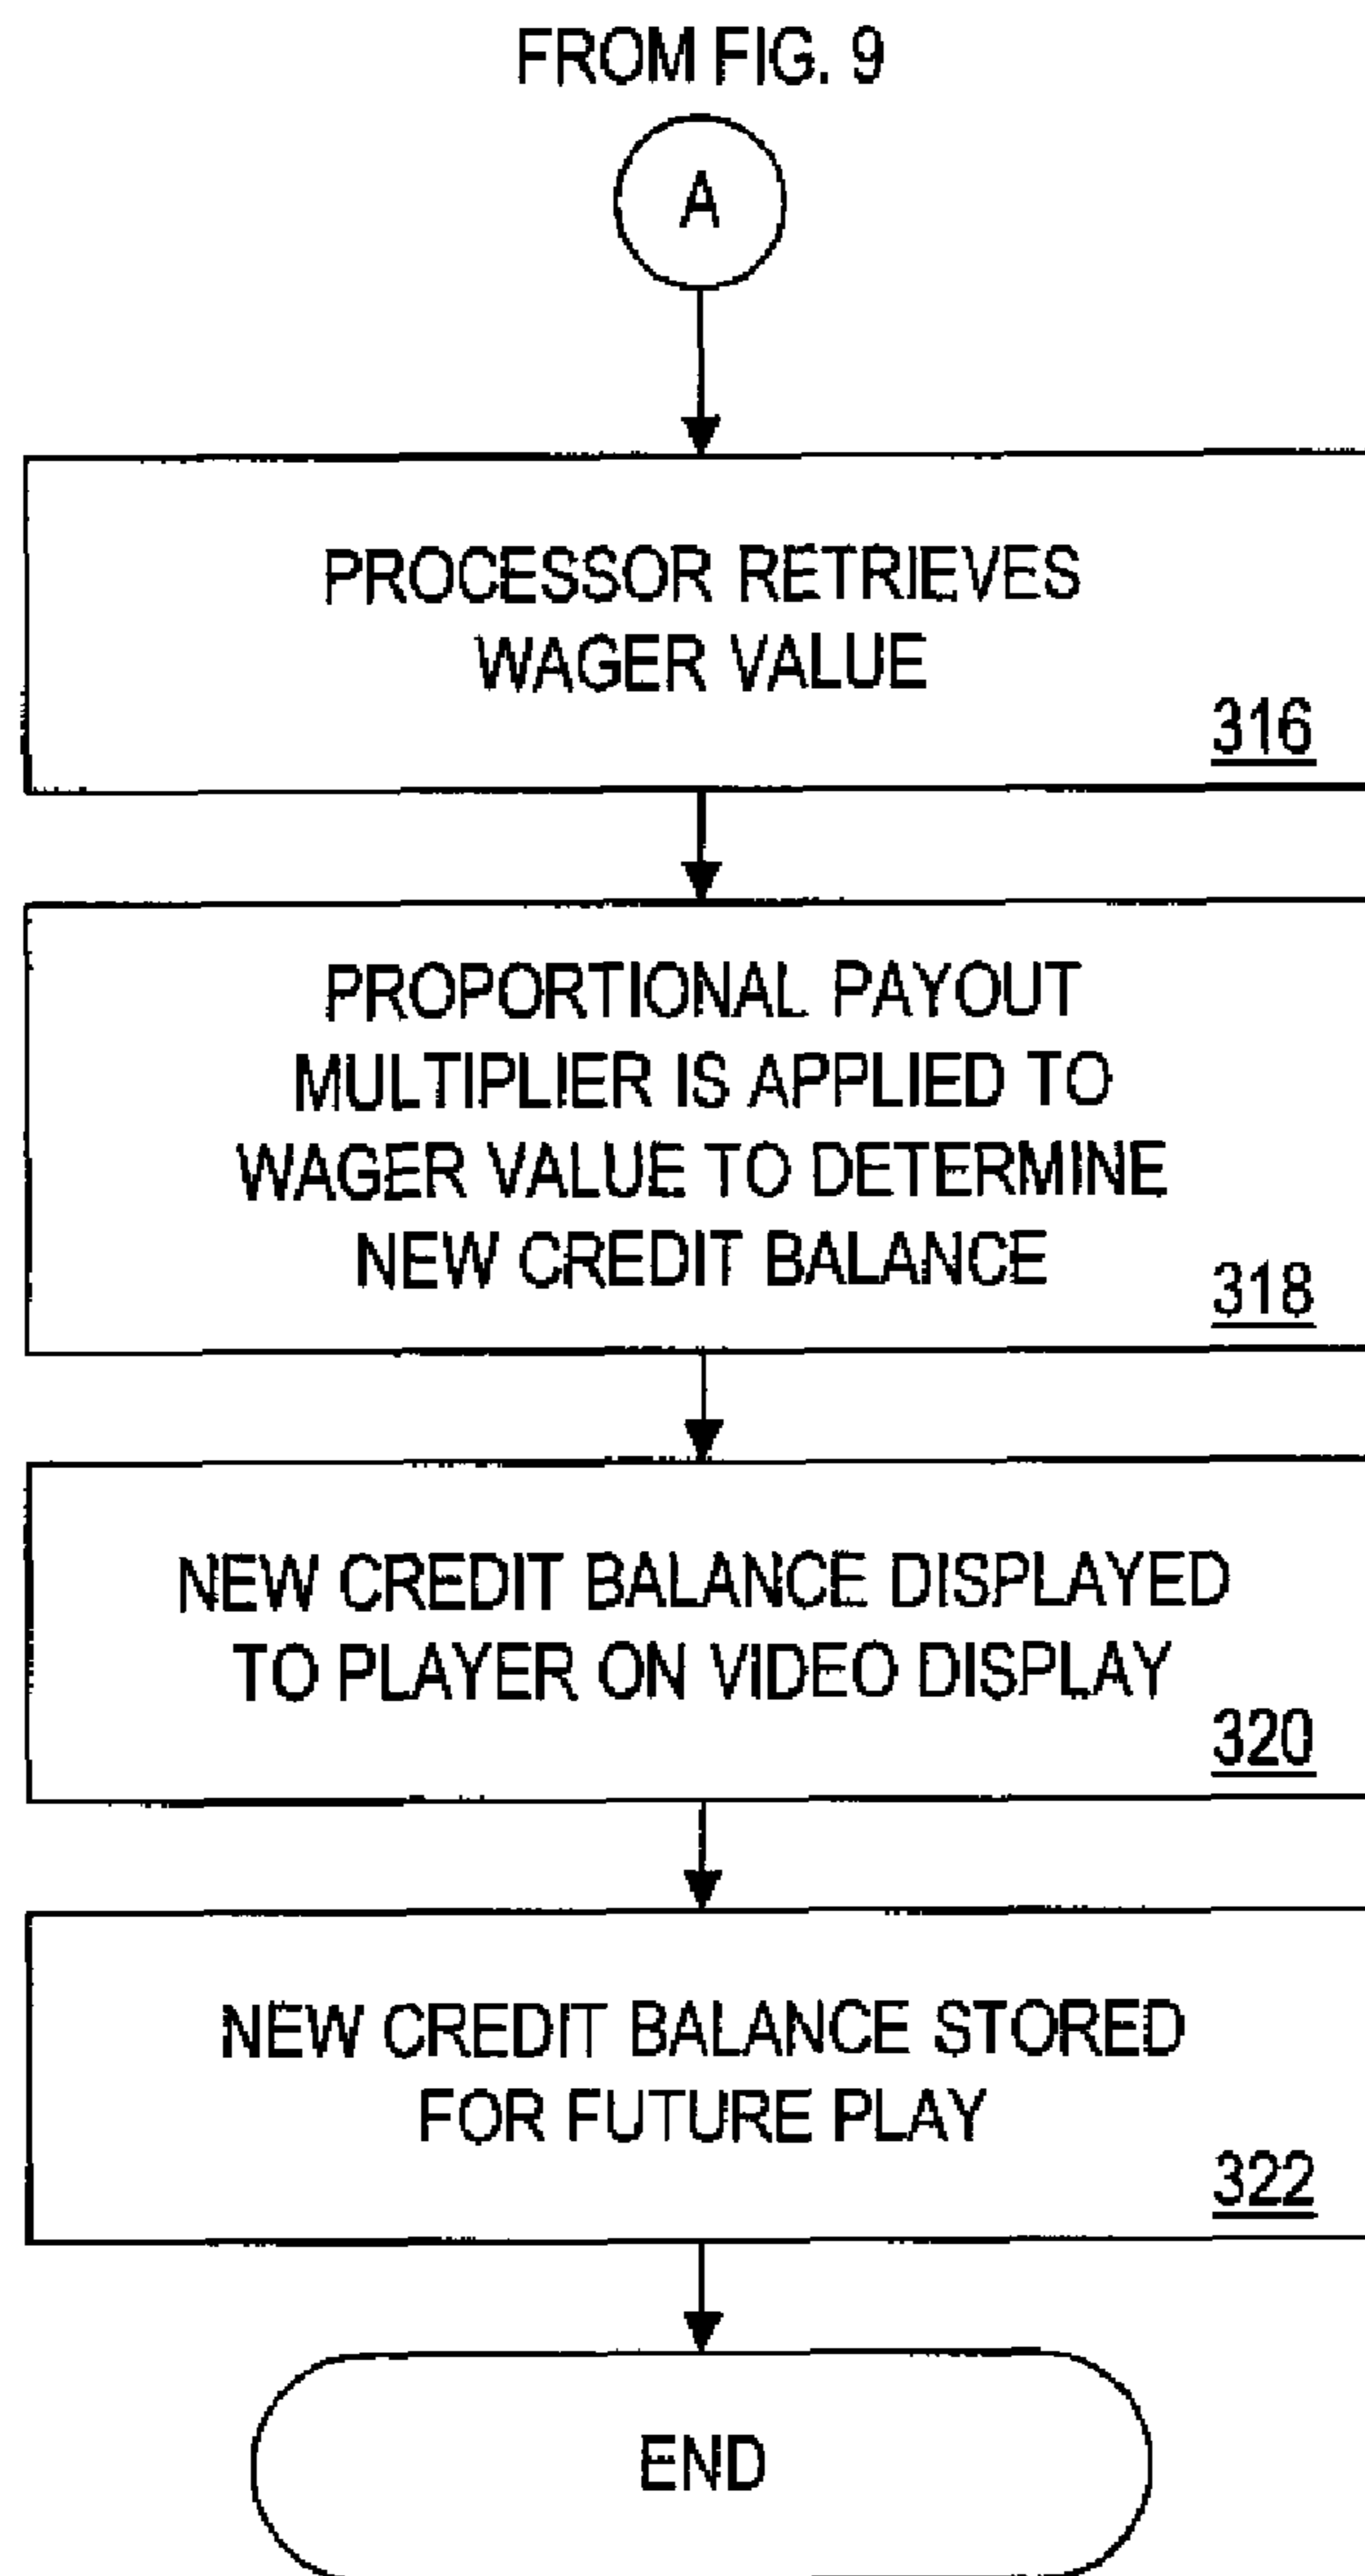 FROM FIG. 9
A
PROCESSOR RETRIEVES
WAGER VALUE
316
PROPORTIONAL PAYOUT
MULTIPLIER IS APPLIED TO
WAGER VALUE TO DETERMINE
NEW CREDIT BALANCE
318
NEW CREDIT BALANCE DISPLAYED
TO PLAYER ON VIDEO DISPLAY
320
NEW CREDIT BALANCE STORED
FOR FUTURE PLAY
322
END